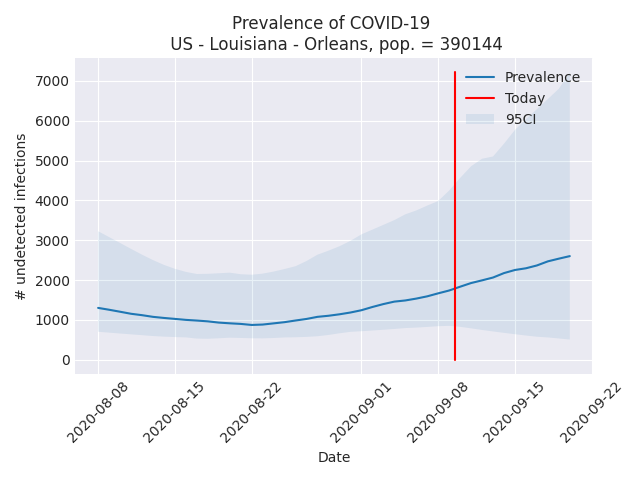 Prevalence of COVID-19
US - Louisiana - Orleans, pop. = 390144
Prevalence
Today
95CI
7000
6000
5000
4000
3000
2000
1000
0
# undetected infections
2020-08-08
2020-08-15
2020-08-22
2020-09-01
2020-09-08
2020-09-15
2020-09-22
Date